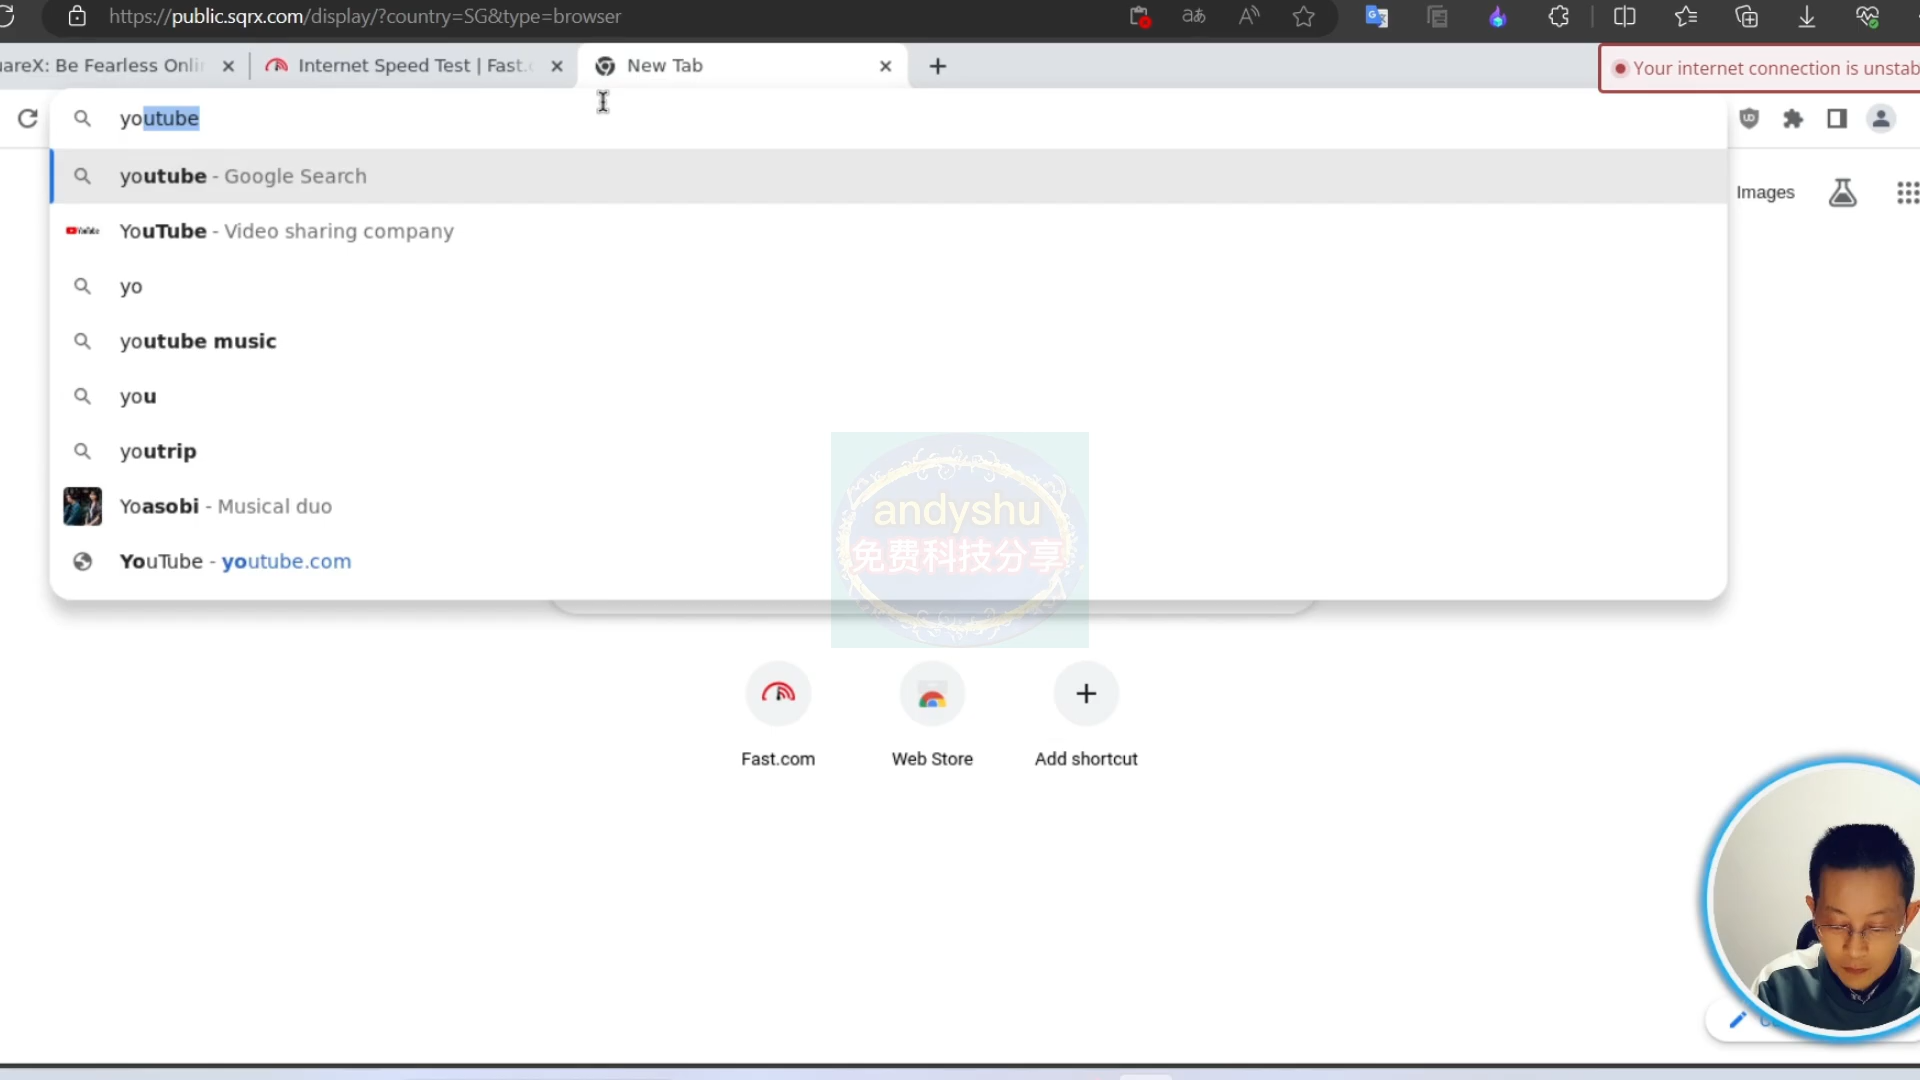 https://public.sqrx.com/display/?country=SG&type=browser
uareX: Be Fearless Onli
Internet Speed Test | Fast.c
New Tab
Your internet connection is unstab
youtube
youtube - Google Search
YouTube - Video sharing company
yo
youtube music
you
youtrip
Yoasobi - Musical duo
YouTube - youtube.com
Images
andyshu
免费科技分享
Fast.com
Web Store
Add shortcut